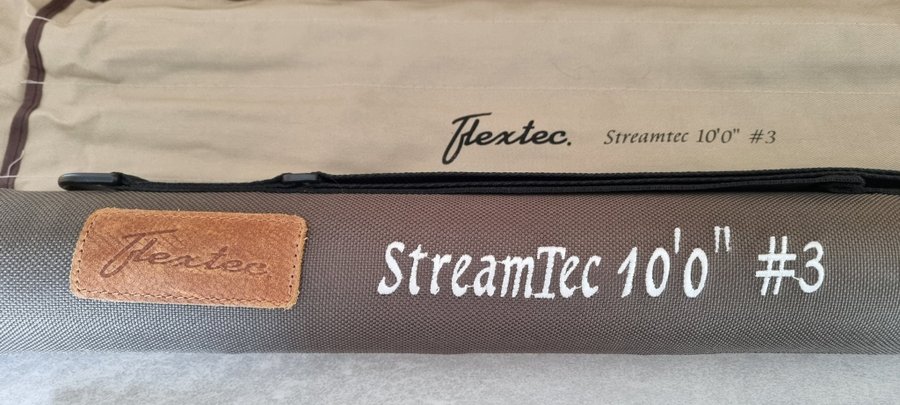 Flextec.
Streamtec 10'0" #3
Flextec
StreamTec 10'0" #3